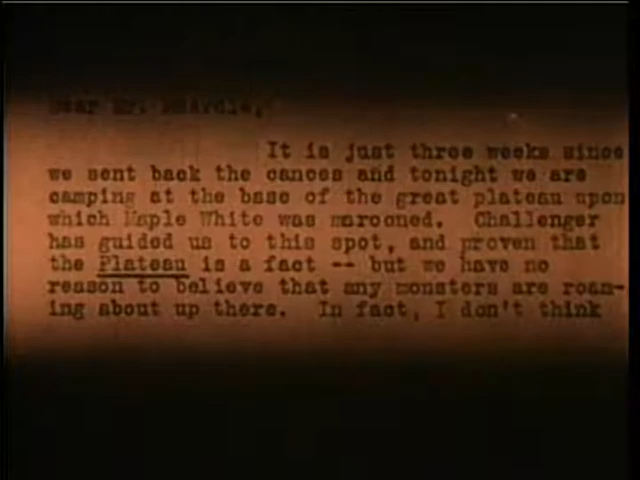 Dear Mr. McArdle,
It is just three weeks since
we sent back the canoes and tonight we are
camping at the base of the great plateau upon
which Maple White was marooned. Challenger
has guided us to this spot, and proven that
the Plateau is a fact -- but we have no
reason to believe that any monsters are roam-
ing about up there. In fact, I don't think